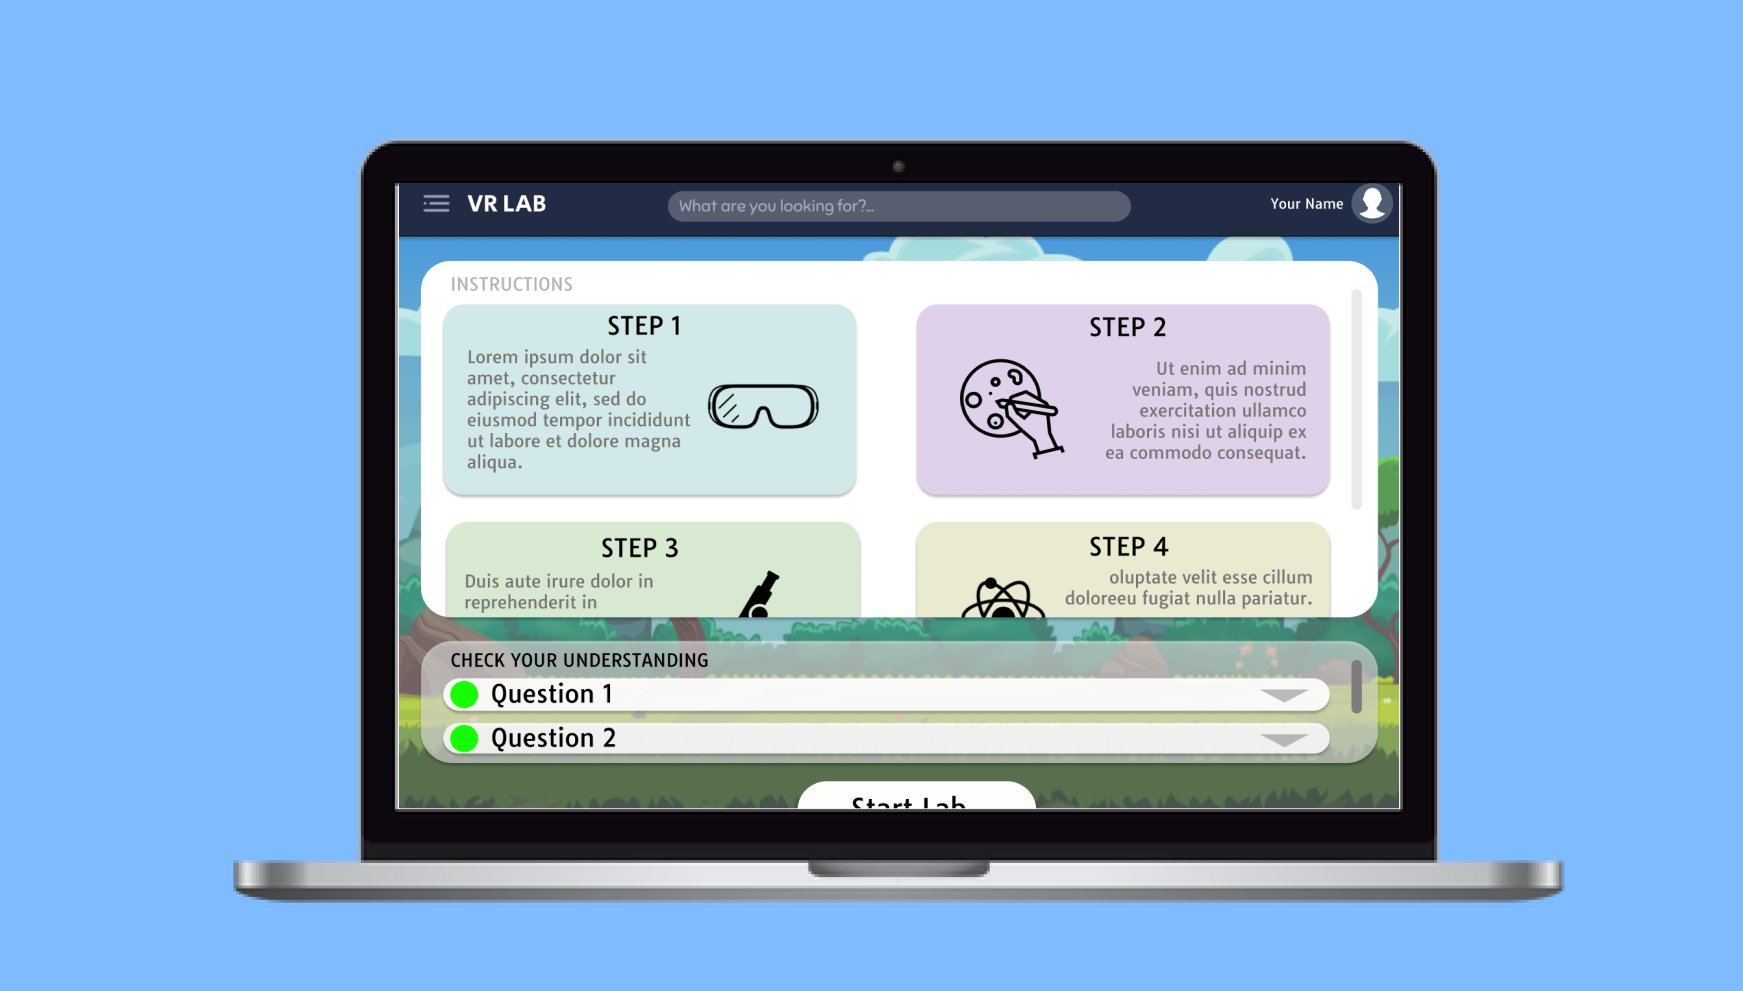 VR LAB
What are you looking for?...
Your Name
INSTRUCTIONS
STEP 1
Lorem ipsum dolor sit
amet, consectetur
adipiscing elit, sed do
eiusmod tempor incididunt
ut labore et dolore magna
aliqua.
STEP 2
Ut enim ad minim
veniam, quis nostrud
exercitation ullamco
laboris nisi ut aliquip ex
ea commodo consequat.
STEP 3
Duis aute irure dolor in
reprehenderit in
STEP 4
oluptate velit esse cillum
doloreeu fugiat nulla pariatur.
CHECK YOUR UNDERSTANDING
Question 1
Question 2
Start Lab